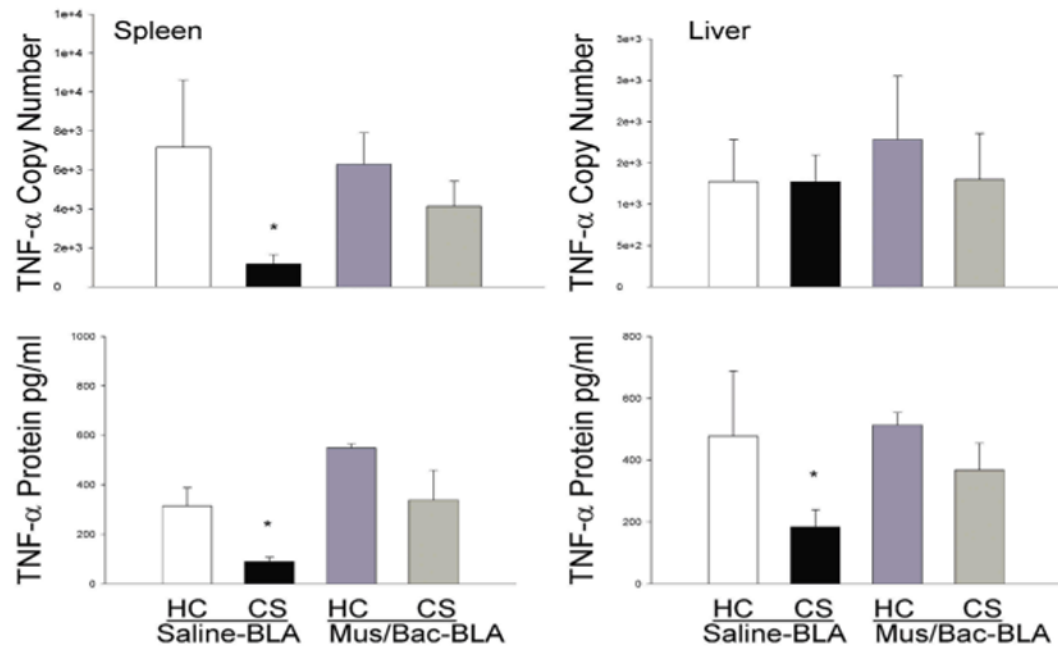 Spleen
TNF-α Copy Number
1e+4
1e+4
1e+4
8e+3
6e+3
4e+3
2e+3
0
*
Liver
TNF-α Copy Number
3e+3
3e+3
2e+3
2e+3
1e+3
5e+2
0
TNF-α Protein pg/ml
1000
800
600
400
200
0
*
HC CS HC CS
Saline-BLA Mus/Bac-BLA
TNF-α Protein pg/ml
800
600
400
200
0
*
HC CS HC CS
Saline-BLA Mus/Bac-BLA